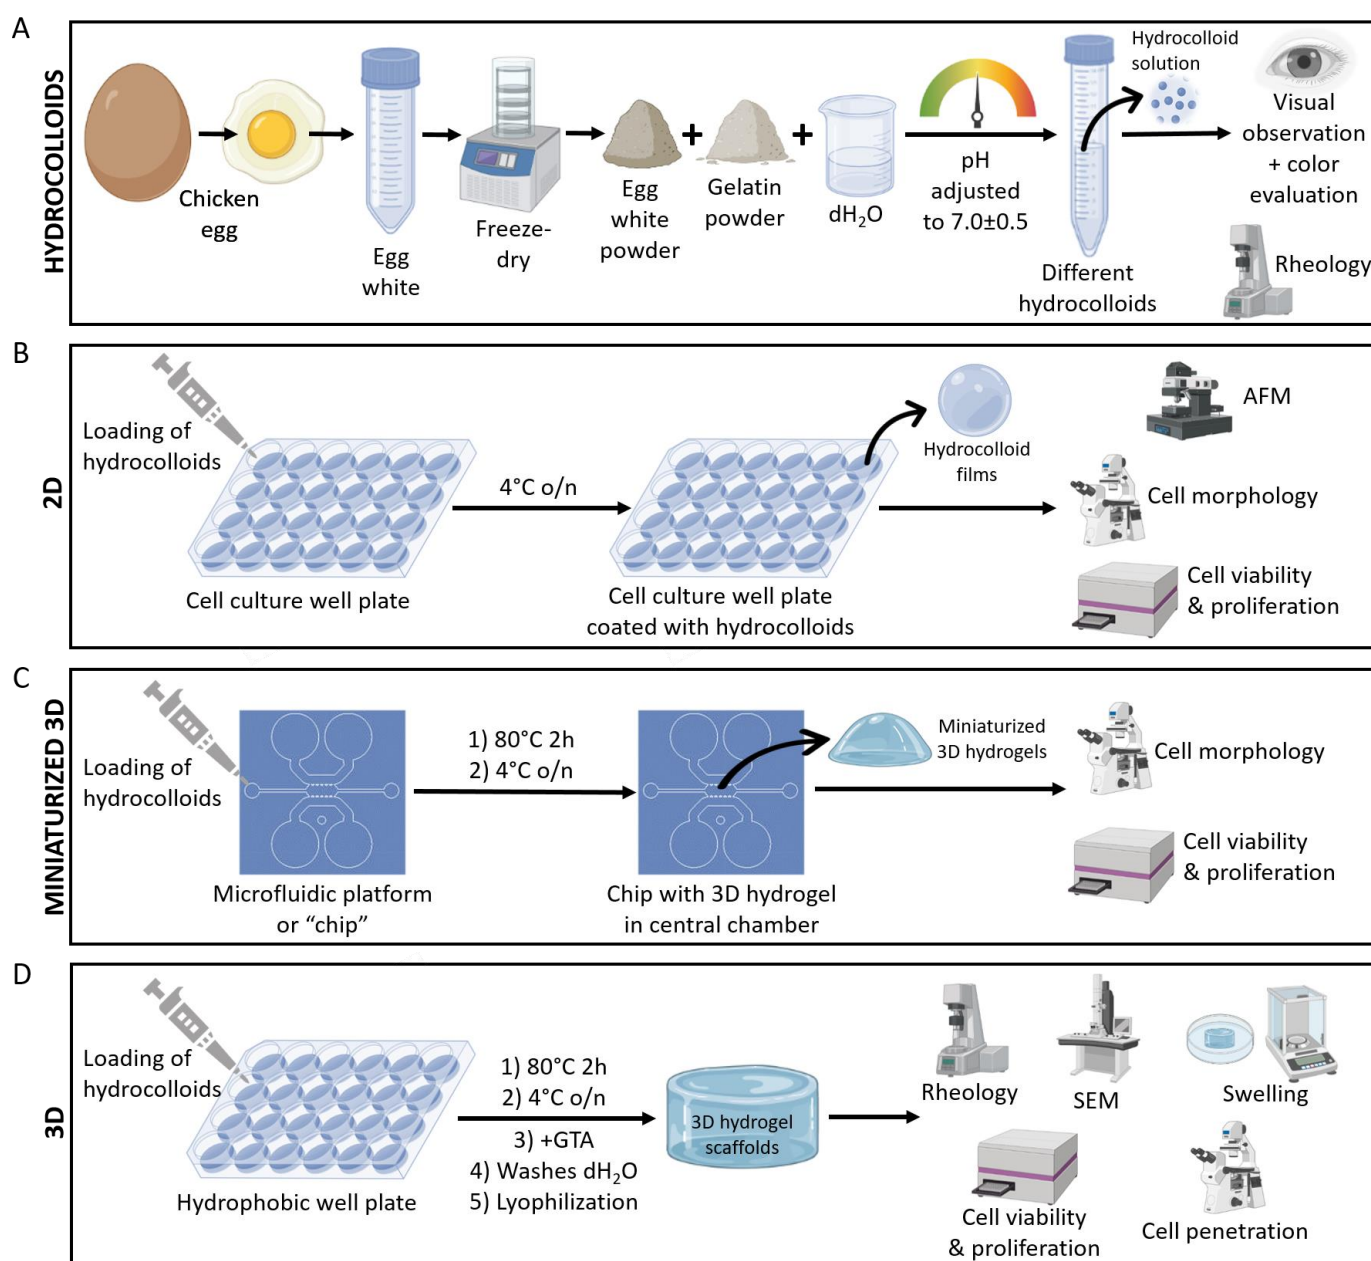 A
HYDROCOLLOIDS
Chicken
egg
Egg
white
Freeze-
dry
Egg
white
powder
+
Gelatin
powder
+
dH₂O
pH
adjusted
to 7.0±0.5
Different
hydrocolloids
Hydrocolloid
solution
Visual
observation
+ color
evaluation
Rheology
B
2D
Loading of
hydrocolloids
Cell culture well plate
4°C o/n
Cell culture well plate
coated with hydrocolloids
Hydrocolloid
films
AFM
Cell morphology
Cell viability
& proliferation
C
MINIATURIZED 3D
Loading of
hydrocolloids
Microfluidic platform
or “chip”
1) 80°C 2h
2) 4°C o/n
Chip with 3D hydrogel
in central chamber
Miniaturized
3D hydrogels
Cell morphology
Cell viability
& proliferation
D
3D
Loading of
hydrocolloids
Hydrophobic well plate
1) 80°C 2h
2) 4°C o/n
3) +GTA
4) Washes dH₂O
5) Lyophilization
3D hydrogel
scaffolds
Rheology
SEM
Swelling
Cell viability
& proliferation
Cell penetration